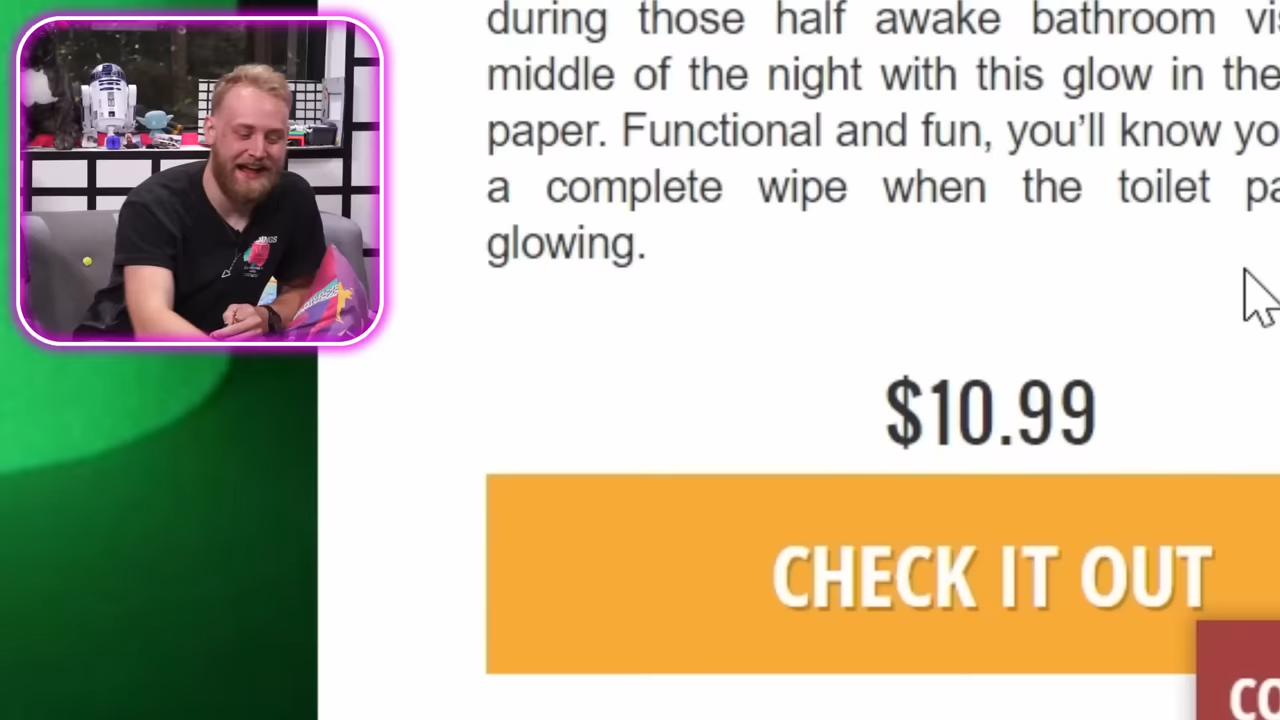 during those half awake bathroom
middle of the night with this glow in the
paper. Functional and fun, you’ll know
a complete wipe when the toilet
glowing.
$10.99
CHECK IT OUT